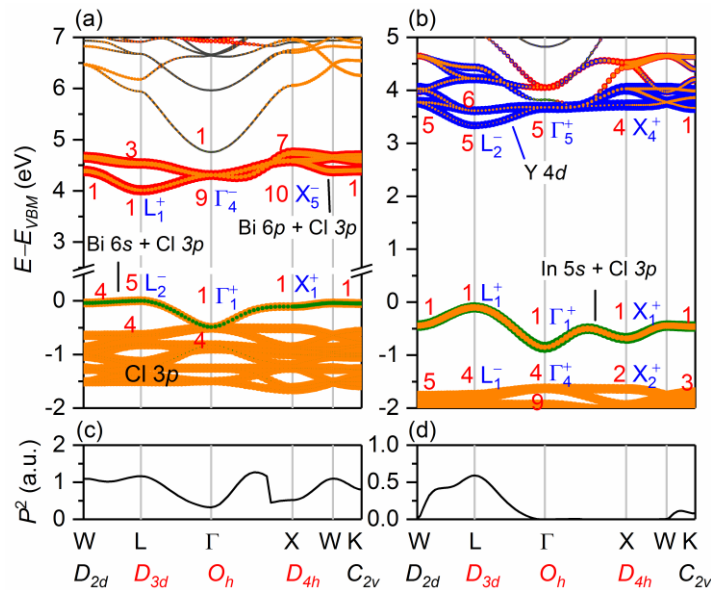 (a)
(b)
7
6
5
4
3
0
-1
-2
E–E_VBM (eV)
1
3
7
1
1
L₁⁺
9
Γ₄⁻
10
X₅⁻
1
Bi 6s + Cl 3p
Bi 6p + Cl 3p
4
5
L₂⁻
1
Γ₁⁺
1
X₁⁺
1
4
4
Cl 3p
5
4
3
2
1
0
-1
-2
6
5
5
L₂⁻
5
Γ₅⁺
4
X₄⁺
1
Y 4d
In 5s + Cl 3p
1
1
L₁⁺
1
Γ₁⁺
1
X₁⁺
1
5
4
L₁⁻
4
Γ₄⁺
2
X₂⁺
3
9
(c)
(d)
P² (a.u.)
2
1
0
1.0
0.5
0.0
W L Γ X W K
W L Γ X W K
D₂d D₃d Oₕ D₄ₕ C₂ᵥ
D₂d D₃d Oₕ D₄ₕ C₂ᵥ